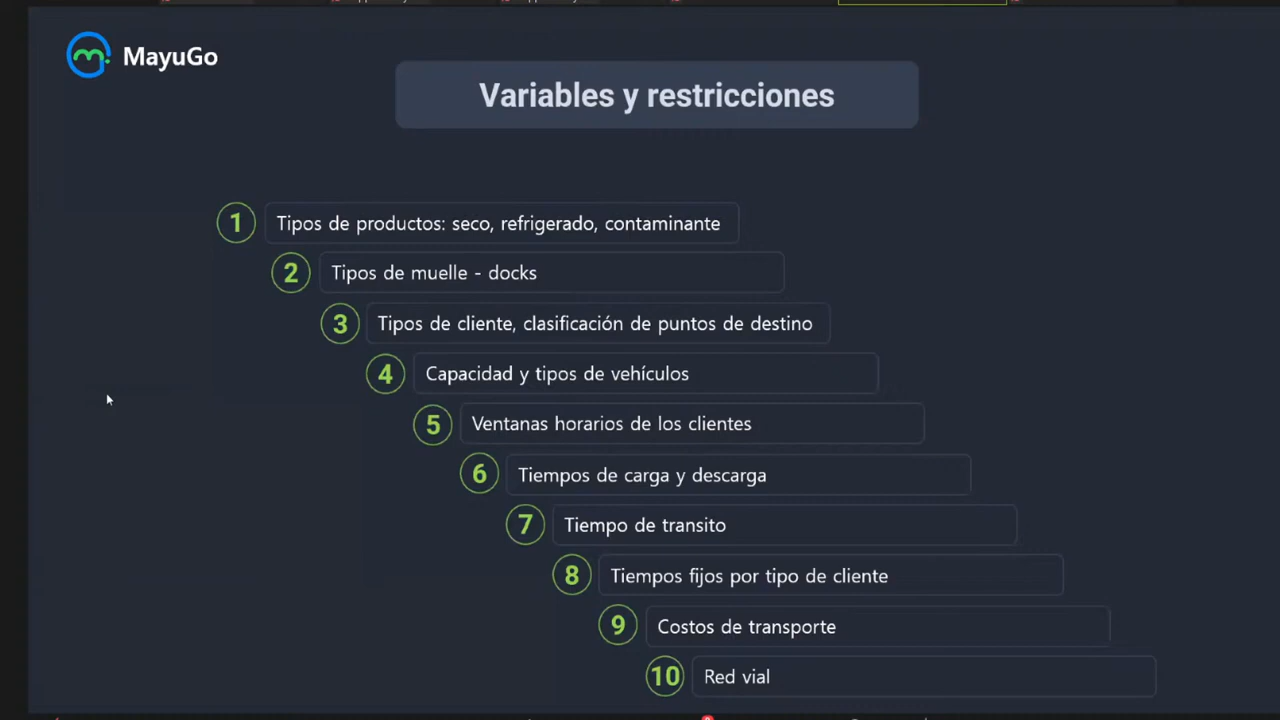 MayuGo
Variables y restricciones
1 Tipos de productos: seco, refrigerado, contaminante
2 Tipos de muelle - docks
3 Tipos de cliente, clasificación de puntos de destino
4 Capacidad y tipos de vehículos
5 Ventanas horarios de los clientes
6 Tiempos de carga y descarga
7 Tiempo de transito
8 Tiempos fijos por tipo de cliente
9 Costos de transporte
10 Red vial